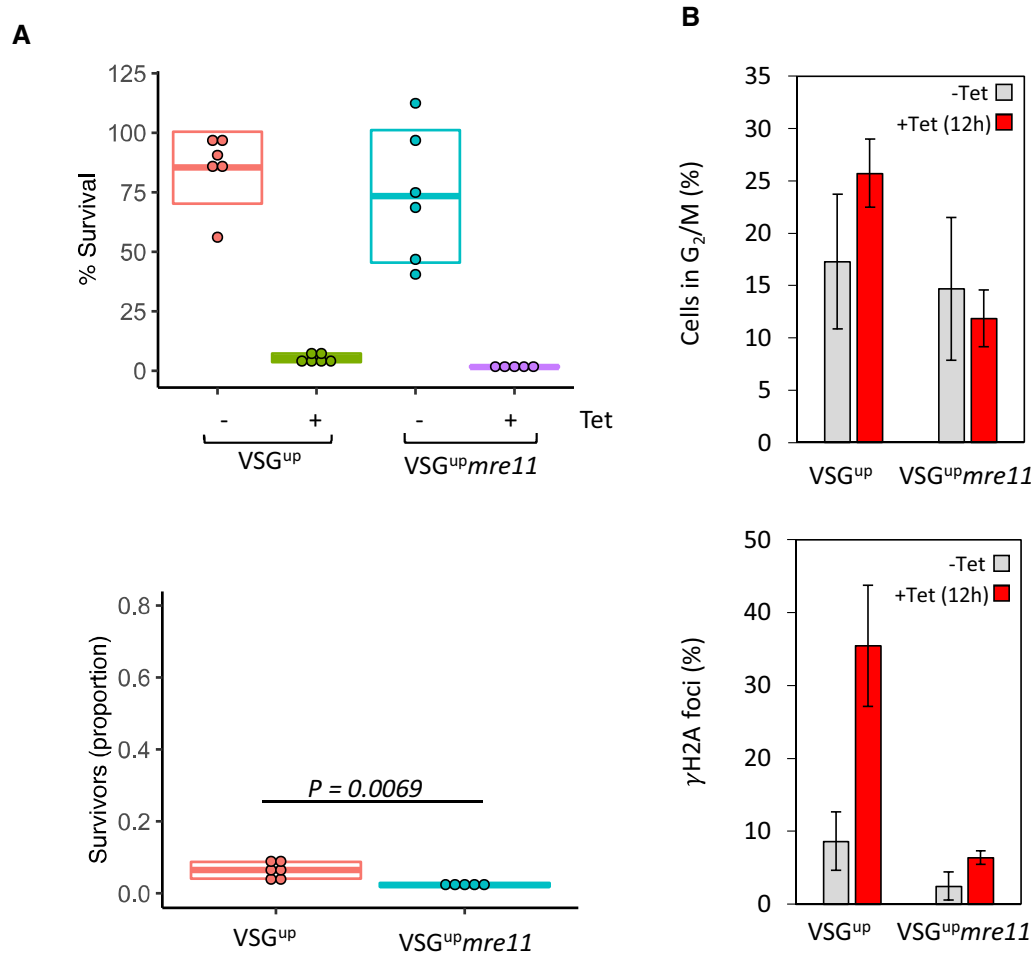 A
% Survival
125
100
75
50
25
0
- + - + Tet
VSGᵘᵖ VSGᵘᵖmre11
Survivors (proportion)
0.8
0.6
0.4
0.2
0.0
P = 0.0069
VSGᵘᵖ VSGᵘᵖmre11
B
Cells in G₂/M (%)
35
30
25
20
15
10
5
0
-Tet
+Tet (12h)
VSGᵘᵖ VSGᵘᵖmre11
γH2A foci (%)
50
40
30
20
10
0
-Tet
+Tet (12h)
VSGᵘᵖ VSGᵘᵖmre11